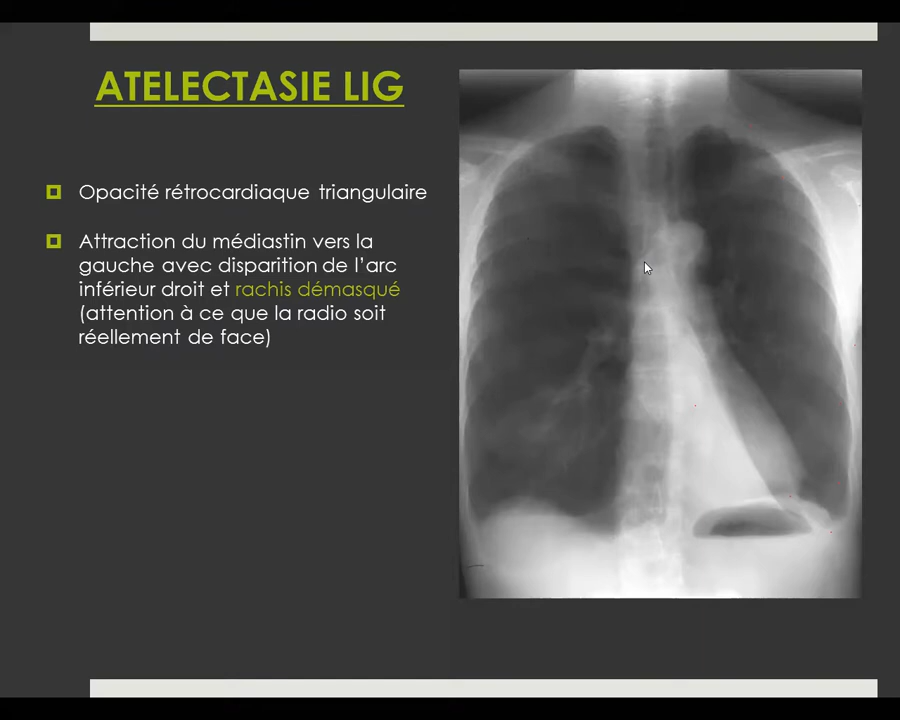 ATELECTASIE LIG
Opacité rétrocardiaque triangulaire
Attraction du médiastin vers la
gauche avec disparition de l'arc
inférieur droit et rachis démasqué
(attention à ce que la radio soit
réellement de face)